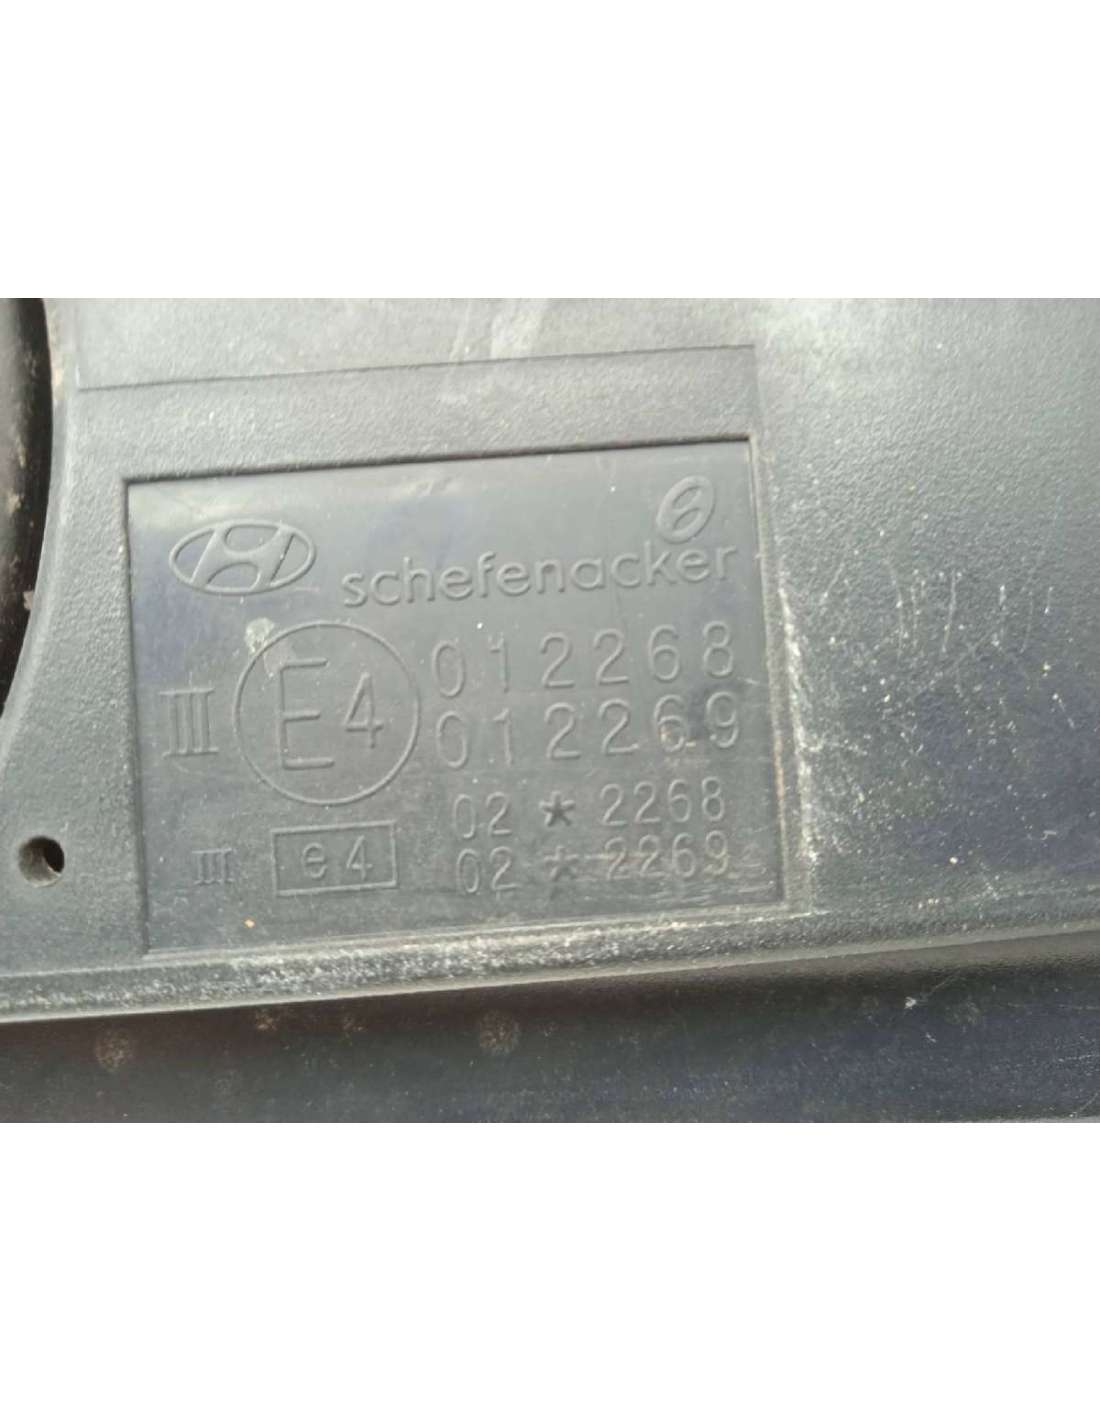 schefenacker
III E4 012268
012269
02 * 2268
III e4 02 * 2269